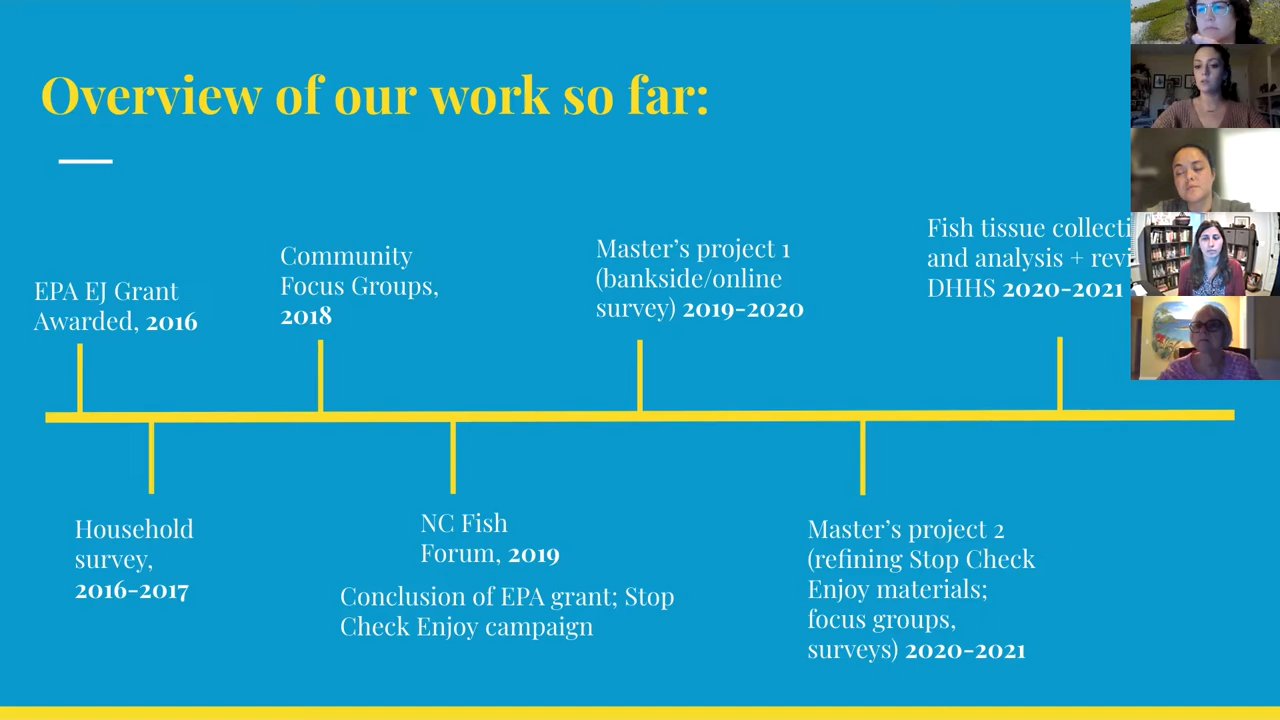 Overview of our work so far:
EPA EJ Grant
Awarded, 2016
Community
Focus Groups,
2018
Master's project 1
(bankside/online
survey) 2019-2020
Fish tissue
and analysis +
DHHS 2020-2021
Household
survey,
2016-2017
NC Fish
Forum, 2019
Conclusion of EPA grant; Stop
Check Enjoy campaign
Master's project 2
(refining Stop Check
Enjoy materials;
focus groups,
surveys) 2020-2021